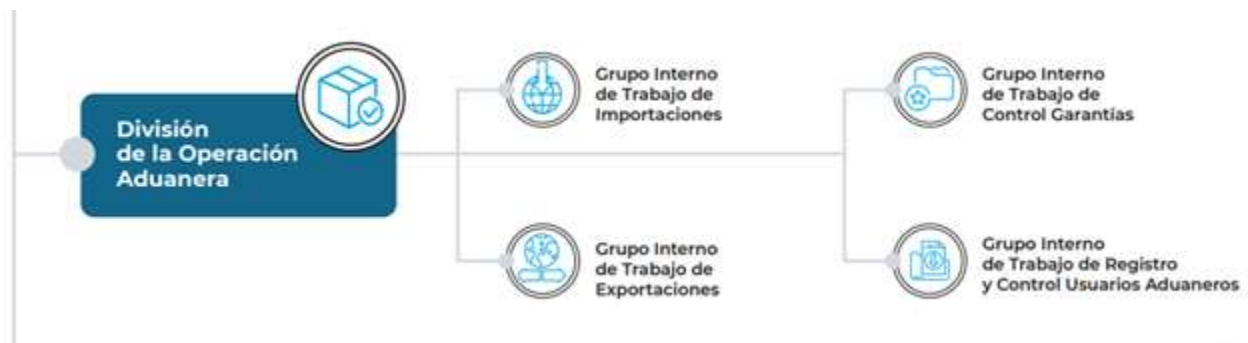 División
de la Operación
Aduanera
Grupo Interno
de Trabajo de
Importaciones
Grupo Interno
de Trabajo de
Exportaciones
Grupo Interno
de Trabajo de
Control Garantías
Grupo Interno
de Trabajo de Registro
y Control Usuarios Aduaneros